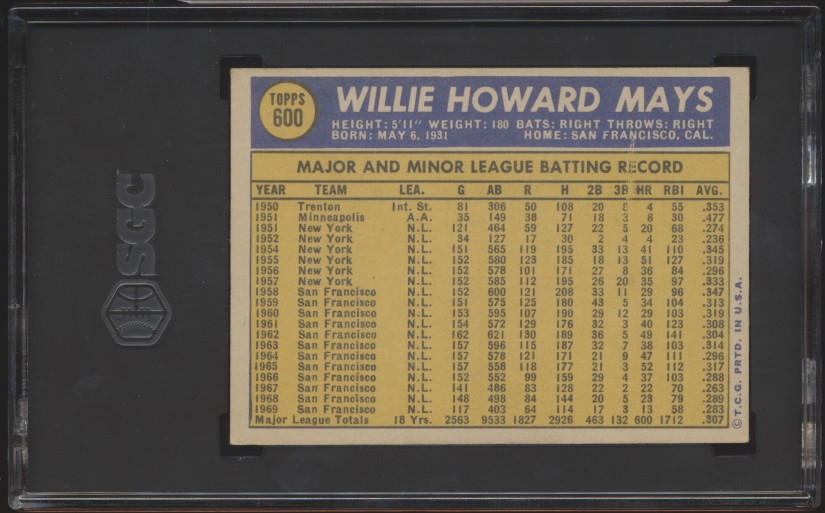 TOPPS
600
WILLIE HOWARD MAYS
HEIGHT: 5'11" WEIGHT: 180 BATS: RIGHT THROWS: RIGHT
BORN: MAY 6, 1931 HOME: SAN FRANCISCO, CAL.
MAJOR AND MINOR LEAGUE BATTING RECORD
YEAR TEAM LEA. G AB R H 2B 3B HR RBI AVG.
1950 Trenton Int. St. 81 306 50 108 20 8 4 55 .353
1951 Minneapolis A.A. 35 149 38 71 18 3 8 30 .477
1951 New York N.L. 121 464 59 127 22 5 20 68 .274
1952 New York N.L. 34 127 17 30 2 4 4 23 .236
1954 New York N.L. 151 565 119 195 33 13 41 110 .345
1955 New York N.L. 152 580 123 185 18 13 51 127 .319
1956 New York N.L. 152 578 101 171 27 8 36 84 .296
1957 New York N.L. 152 585 112 195 26 20 35 97 .333
1958 San Francisco N.L. 152 600 121 208 33 11 29 96 .347
1959 San Francisco N.L. 151 575 125 180 43 5 34 104 .313
1960 San Francisco N.L. 153 595 107 190 29 12 29 103 .319
1961 San Francisco N.L. 154 572 129 176 32 3 40 123 .308
1962 San Francisco N.L. 162 621 130 189 36 5 49 141 .304
1963 San Francisco N.L. 157 596 115 187 32 7 38 103 .314
1964 San Francisco N.L. 157 578 121 171 21 9 47 111 .296
1965 San Francisco N.L. 157 558 118 177 21 3 52 112 .317
1966 San Francisco N.L. 152 552 99 159 29 4 37 103 .288
1967 San Francisco N.L. 141 486 83 128 22 2 22 70 .263
1968 San Francisco N.L. 148 498 84 144 20 5 23 79 .289
1969 San Francisco N.L. 117 403 64 114 17 3 13 58 .283
Major League Totals 18 Yrs. 2563 9533 1827 2926 463 132 600 1712 .307
© T.C.G. PRTD. IN U.S.A.
SGC